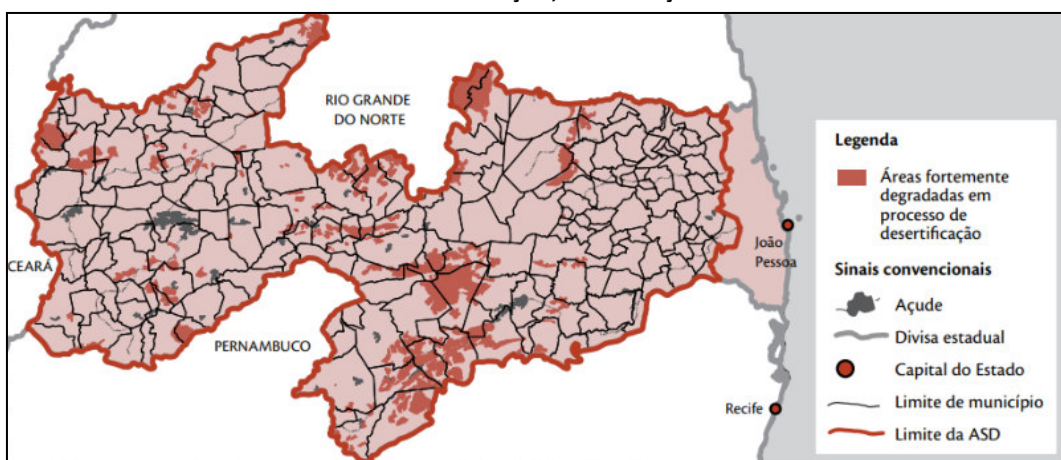 RIO GRANDE
DO NORTE
CEARÁ
PERNAMBUCO
João
Pessoa
Recife
Legenda
Áreas fortemente
degradadas em
processo de
desertificação
Sinais convencionais
Açude
Divisa estadual
Capital do Estado
Limite de município
Limite da ASD